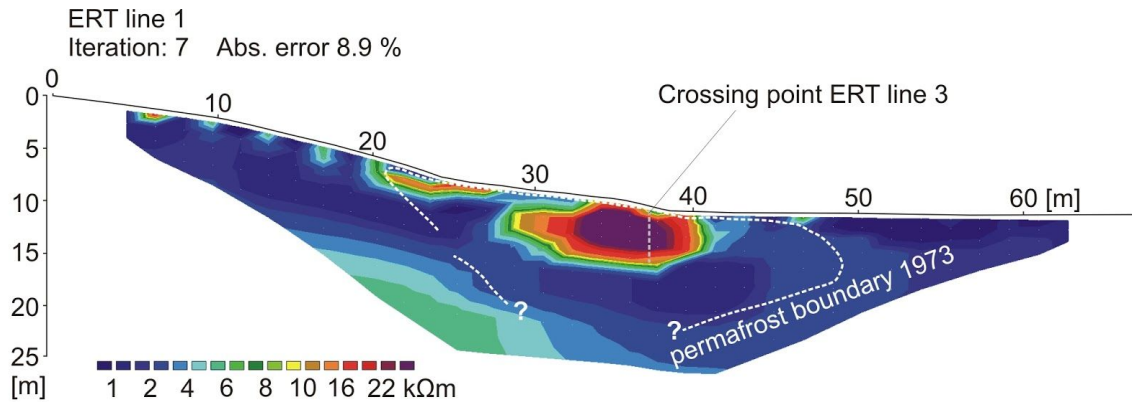 ERT line 1
Iteration: 7 Abs. error 8.9 %
Crossing point ERT line 3
0 10 20 30 40 50 60 [m]
0
5
10
15
20
25
[m]
?
?
permafrost boundary 1973
1 2 4 6 8 10 16 22 kΩm